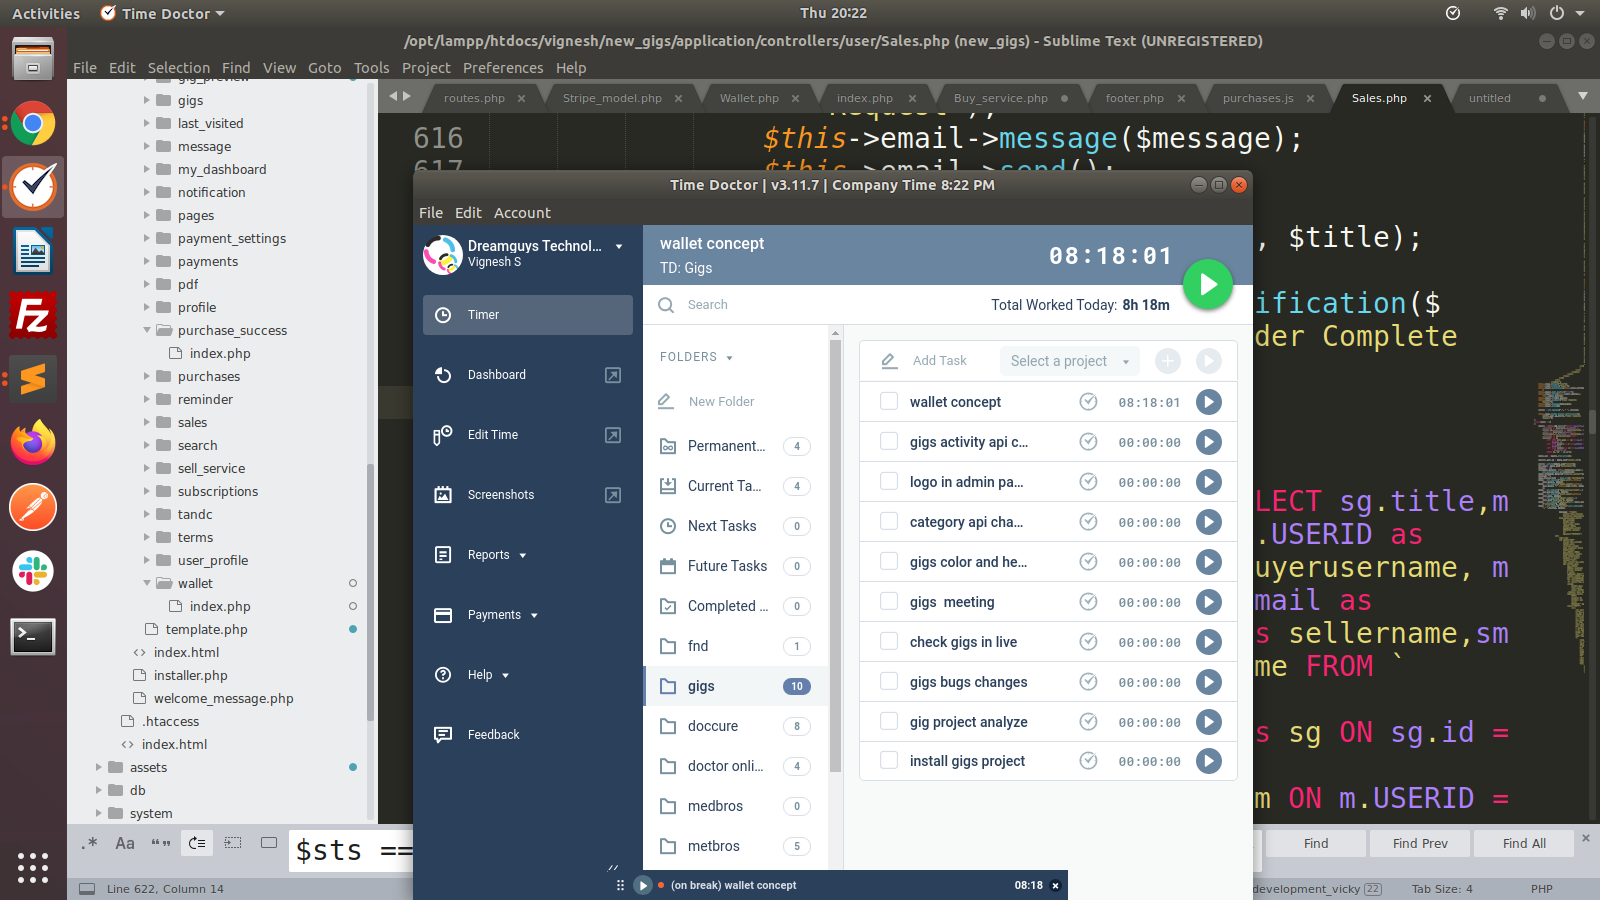 Activities
Time Doctor
Thu 20:22
/opt/lampp/htdocs/vignesh/new_gigs/application/controllers/user/Sales.php (new_gigs) - Sublime Text (UNREGISTERED)
File Edit Selection Find View Goto Tools Project Preferences Help
gig_preview
gigs
last_visited
message
my_dashboard
notification
pages
payment_settings
payments
pdf
profile
purchase_success
index.php
purchases
reminder
sales
search
sell_service
subscriptions
tandc
terms
user_profile
wallet
index.php
template.php
index.html
installer.php
welcome_message.php
.htaccess
index.html
assets
db
system
routes.php
Stripe_model.php
Wallet.php
index.php
Buy_service.php
footer.php
purchases.js
Sales.php
untitled
616 $this->email->message($message);
617 $this->email->send();
, $title);
ification($
der Complete
LECT sg.title,m
.USERID as
uyerusername, m
mail as
s sellername,sm
me FROM `
s sg ON sg.id =
m ON m.USERID =
Time Doctor | v3.11.7 | Company Time 8:22 PM
File Edit Account
Dreamguys Technol...
Vignesh S
Timer
Dashboard
Edit Time
Screenshots
Reports
Payments
Help
Feedback
wallet concept
TD: Gigs
08:18:01
Search
Total Worked Today: 8h 18m
FOLDERS
New Folder
Permanent... 4
Current Ta... 4
Next Tasks 0
Future Tasks 0
Completed ... 0
fnd 1
gigs 10
doccure 8
doctor onli... 4
medbros 0
metbros 5
Add Task
Select a project
wallet concept 08:18:01
gigs activity api c... 00:00:00
logo in admin pa... 00:00:00
category api cha... 00:00:00
gigs color and he... 00:00:00
gigs meeting 00:00:00
check gigs in live 00:00:00
gigs bugs changes 00:00:00
gig project analyze 00:00:00
install gigs project 00:00:00
(on break) wallet concept 08:18
.* Aa “”
$sts ==
Find
Find Prev
Find All
Line 622, Column 14
development_vicky 22
Tab Size: 4
PHP